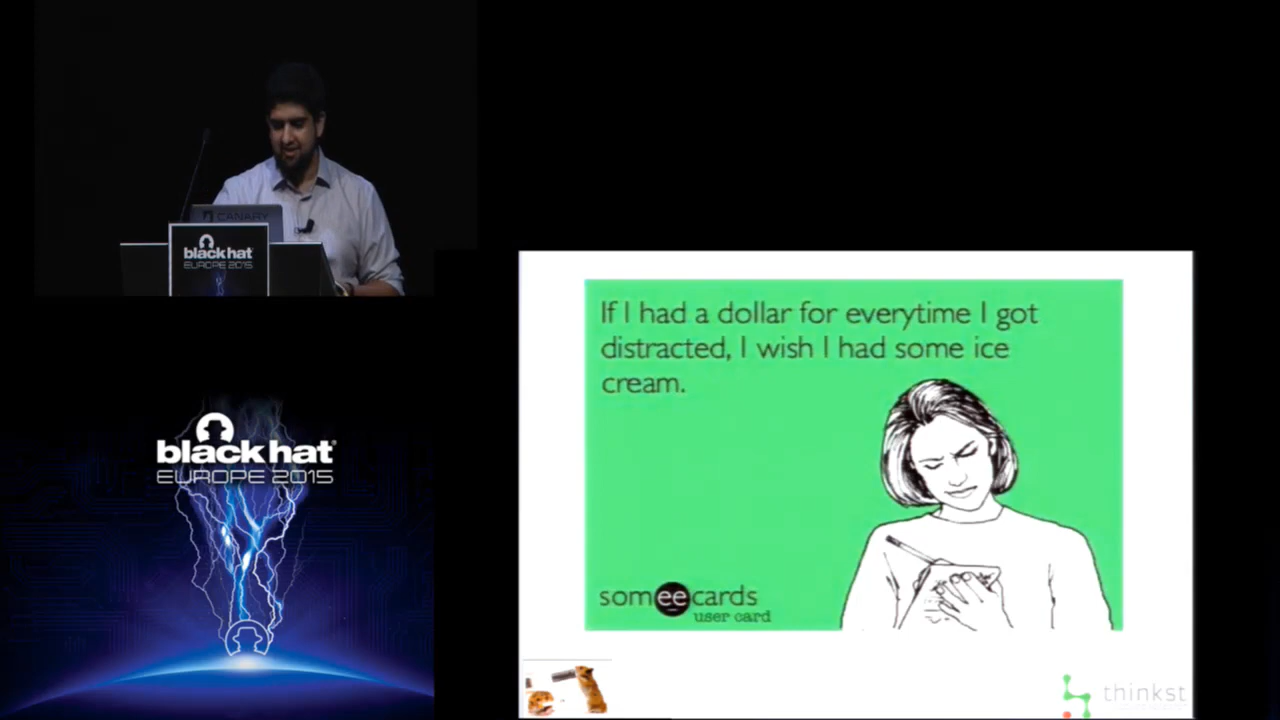 CANARY
black hat
EUROPE 2015
black hat
EUROPE 2015
If I had a dollar for everytime I got
distracted, I wish I had some ice
cream.
someecards
user card
thinkst